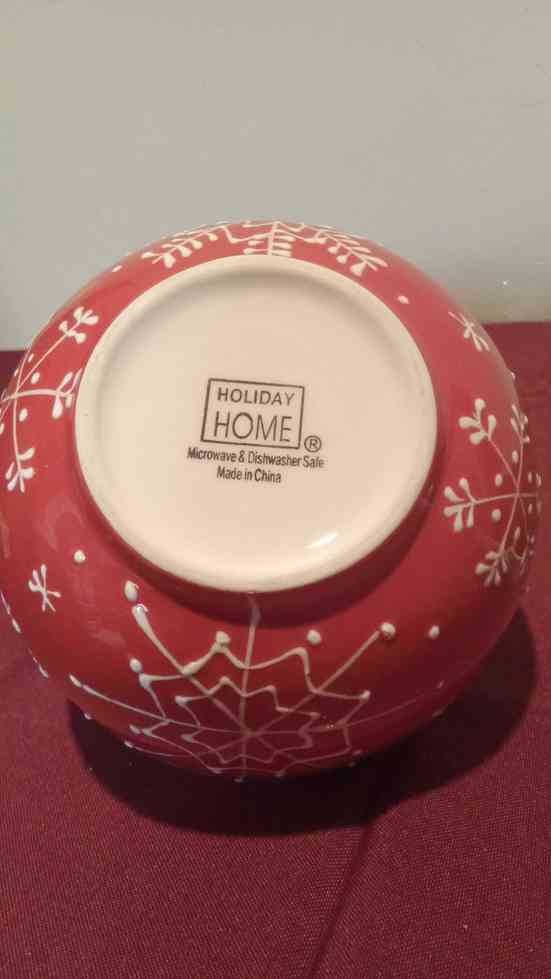 HOLIDAY
HOME®
Microwave & Dishwasher Safe
Made in China